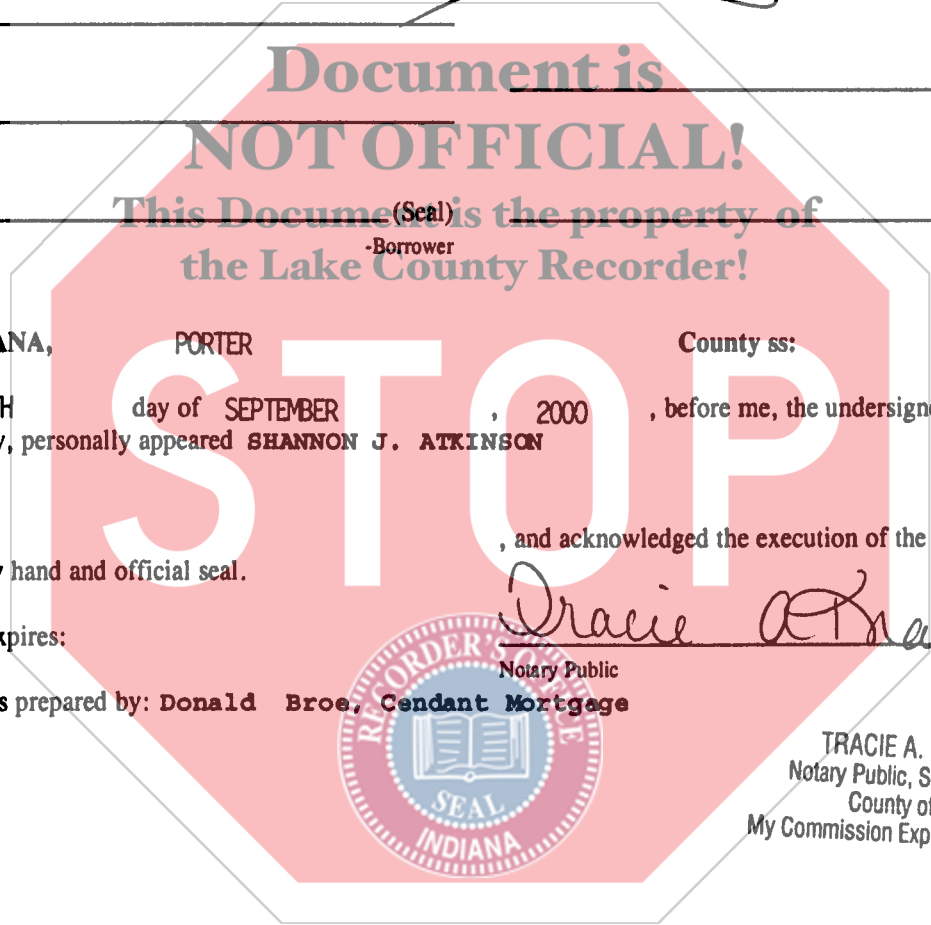 Document is
NOT OFFICIAL!
This Document is the property of
the Lake County Recorder!
(Seal)
-Borrower
ANA, PORTER County ss:
H day of SEPTEMBER , 2000 , before me, the undersigne
, personally appeared SHANNON J. ATKINSON
STOP
, and acknowledged the execution of the
hand and official seal.
xpires:
Tracie A
Notary Public
s prepared by: Donald Broe, Cendant Mortgage
RECORDER'S OFFICE
SEAL
INDIANA
TRACIE A.
Notary Public, S
County of
My Commission Exp